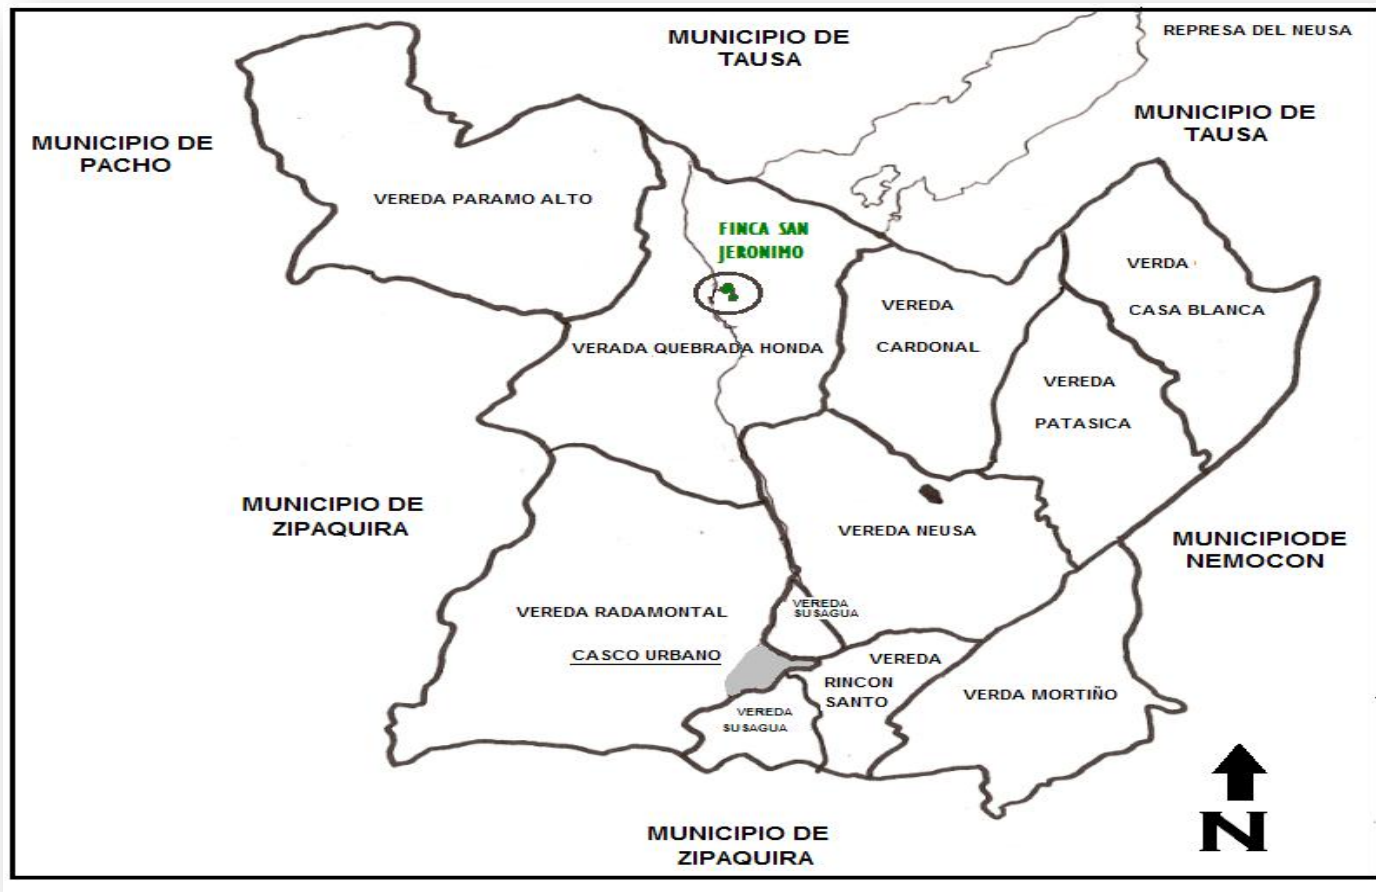 MUNICIPIO DE
TAUSA
REPRESA DEL NEUSA
MUNICIPIO DE
TAUSA
MUNICIPIO DE
PACHO
VEREDA PARAMO ALTO
FINCA SAN
JERONIMO
VERDA
CASA BLANCA
VEREDA
CARDONAL
VERADA QUEBRADA HONDA
VEREDA
PATASICA
MUNICIPIO DE
ZIPAQUIRA
VEREDA NEUSA
MUNICIPIODE
NEMOCON
VEREDA RADAMONTAL
CASCO URBANO
VEREDA
SUSAGUA
VEREDA
RINCON
SANTO
VERDA MORTIÑO
VEREDA
SUSAGUA
MUNICIPIO DE
ZIPAQUIRA
N